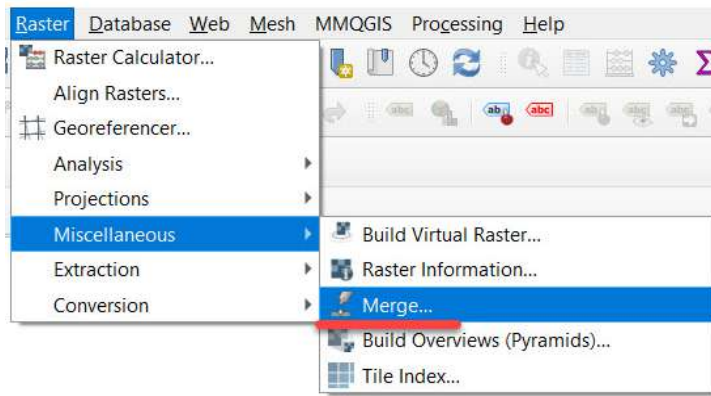 Raster Database Web Mesh MMQGIS Processing Help
Raster Calculator...
Align Rasters...
Georeferencer...
Analysis
Projections
Miscellaneous
Extraction
Conversion
Build Virtual Raster...
Raster Information...
Merge...
Build Overviews (Pyramids)...
Tile Index...
ab
abc
abc